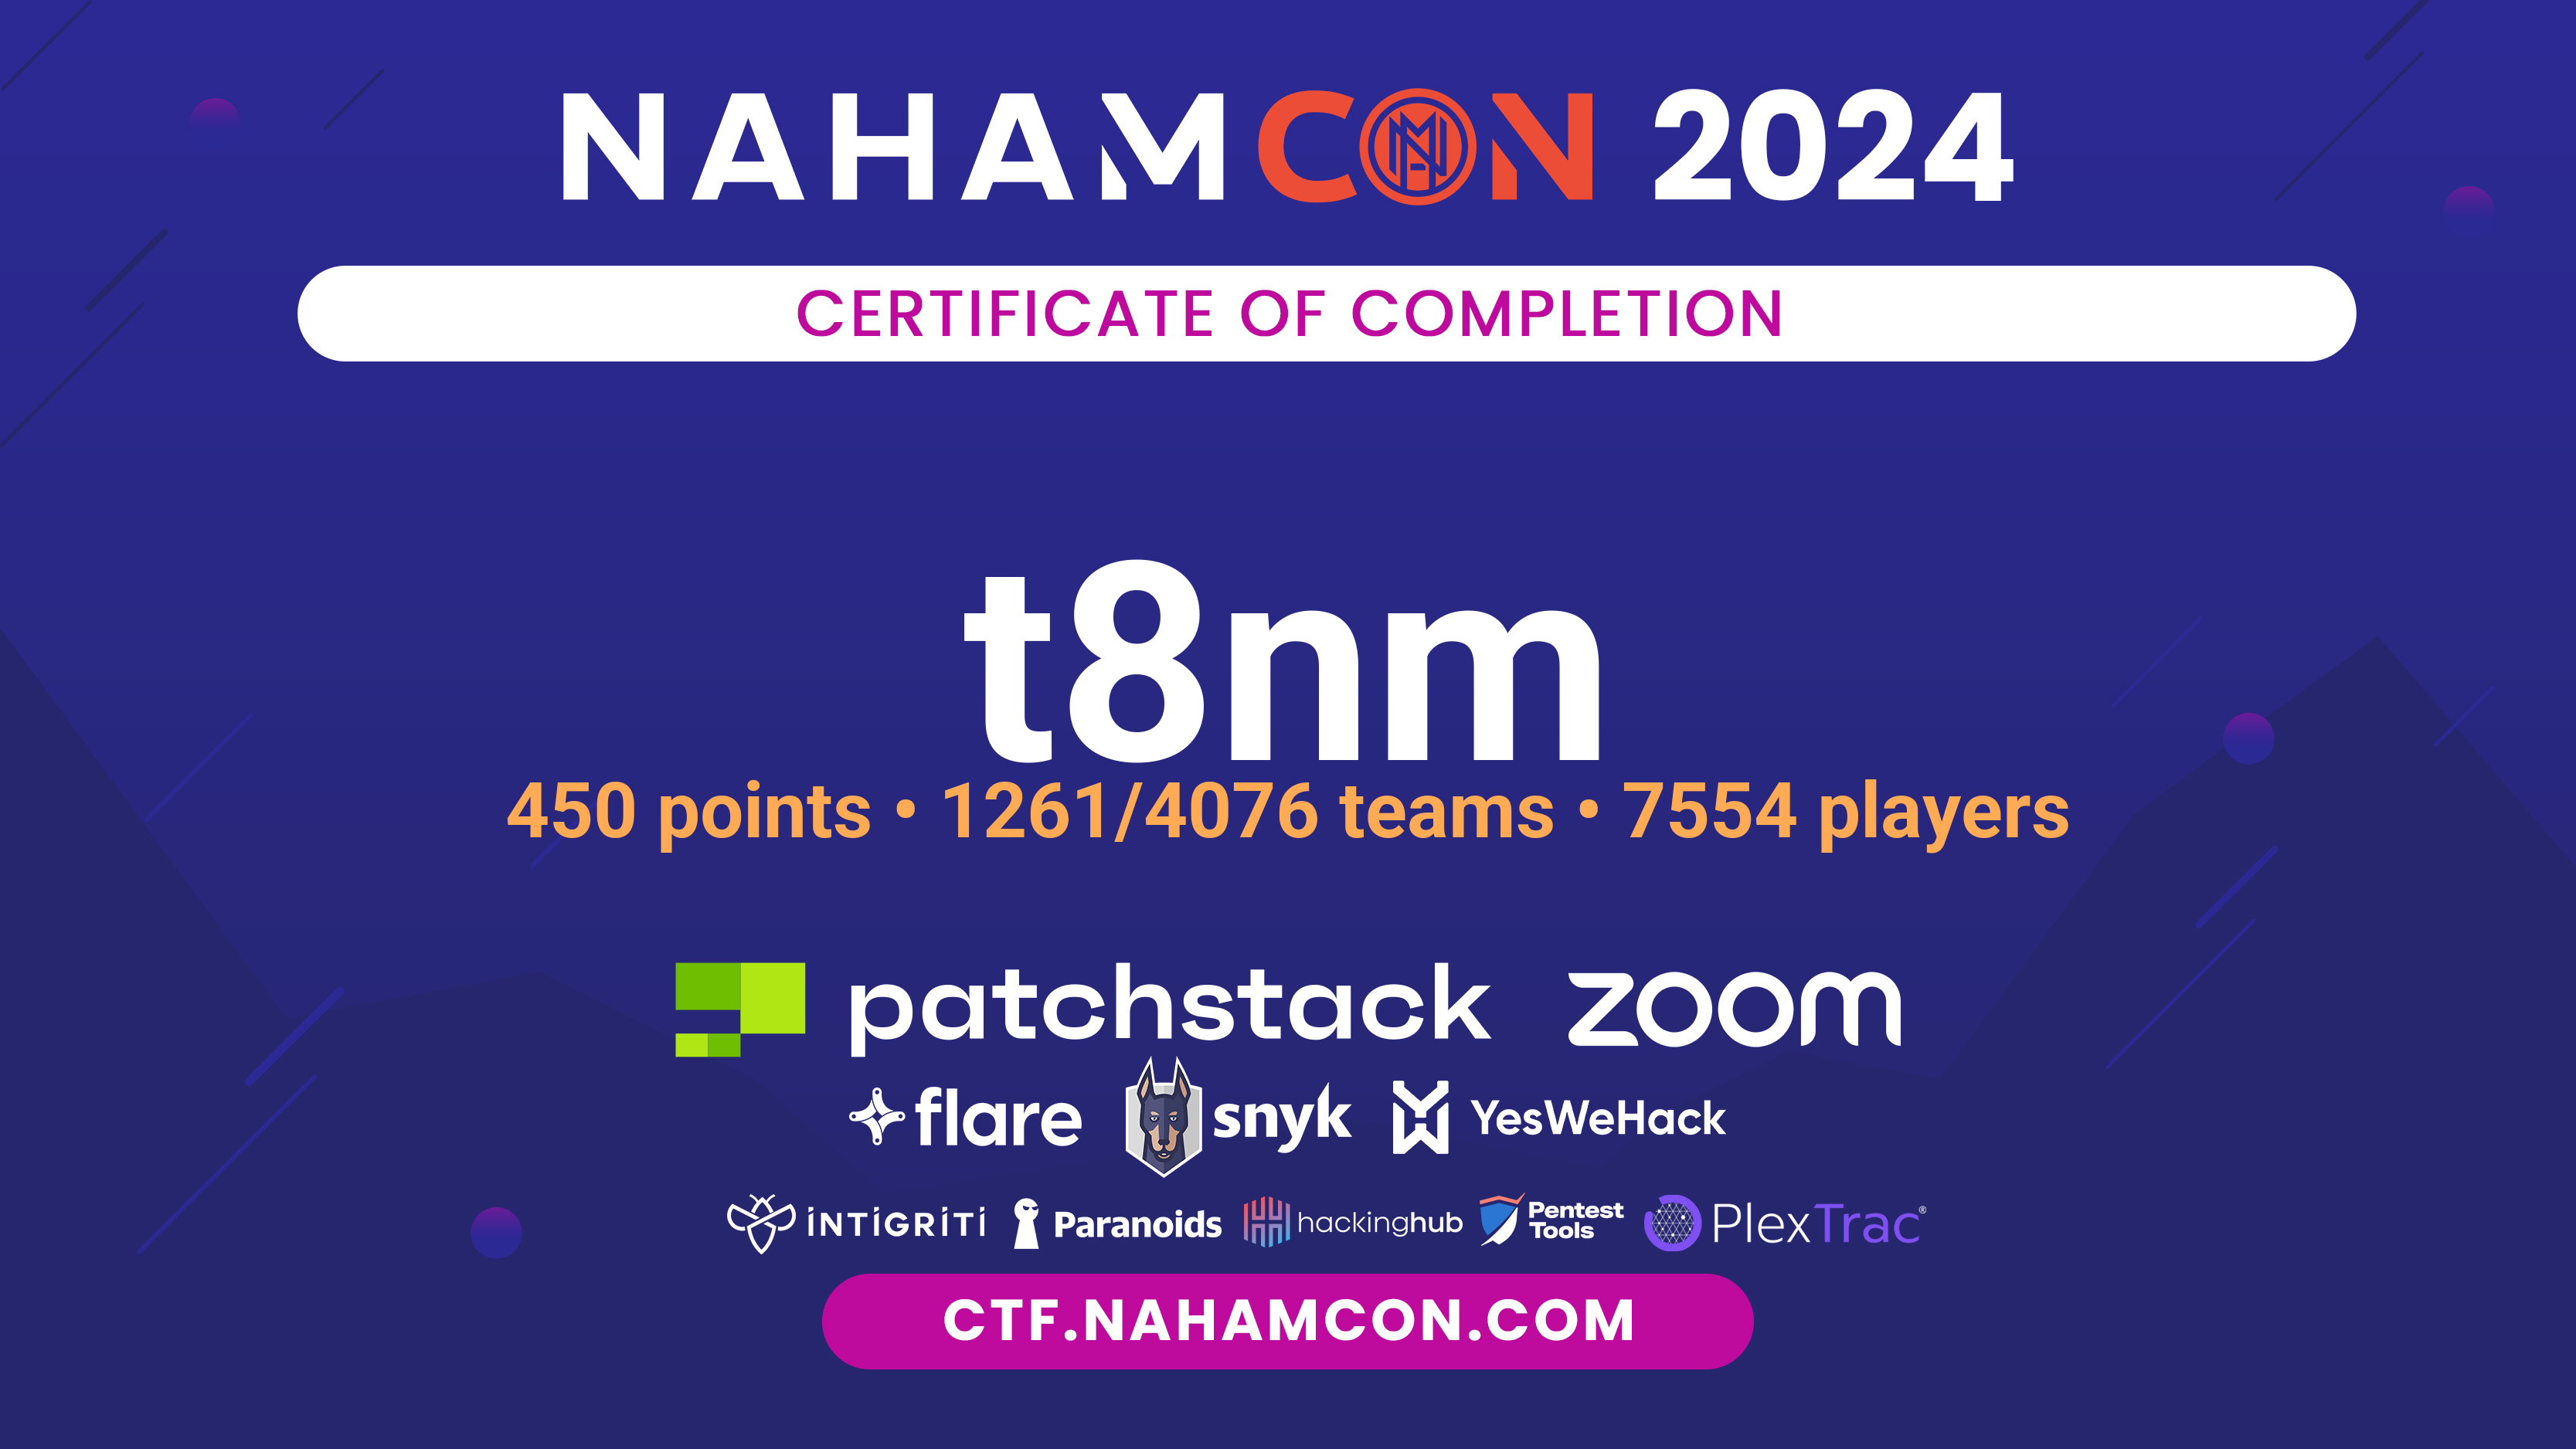 NAHAMCON 2024
CERTIFICATE OF COMPLETION
t8nm
450 points • 1261/4076 teams • 7554 players
patchstack zoom
flare snyk YesWeHack
INTIGRITI Paranoids hackinghub Pentest Tools PlexTrac®
CTF.NAHAMCON.COM